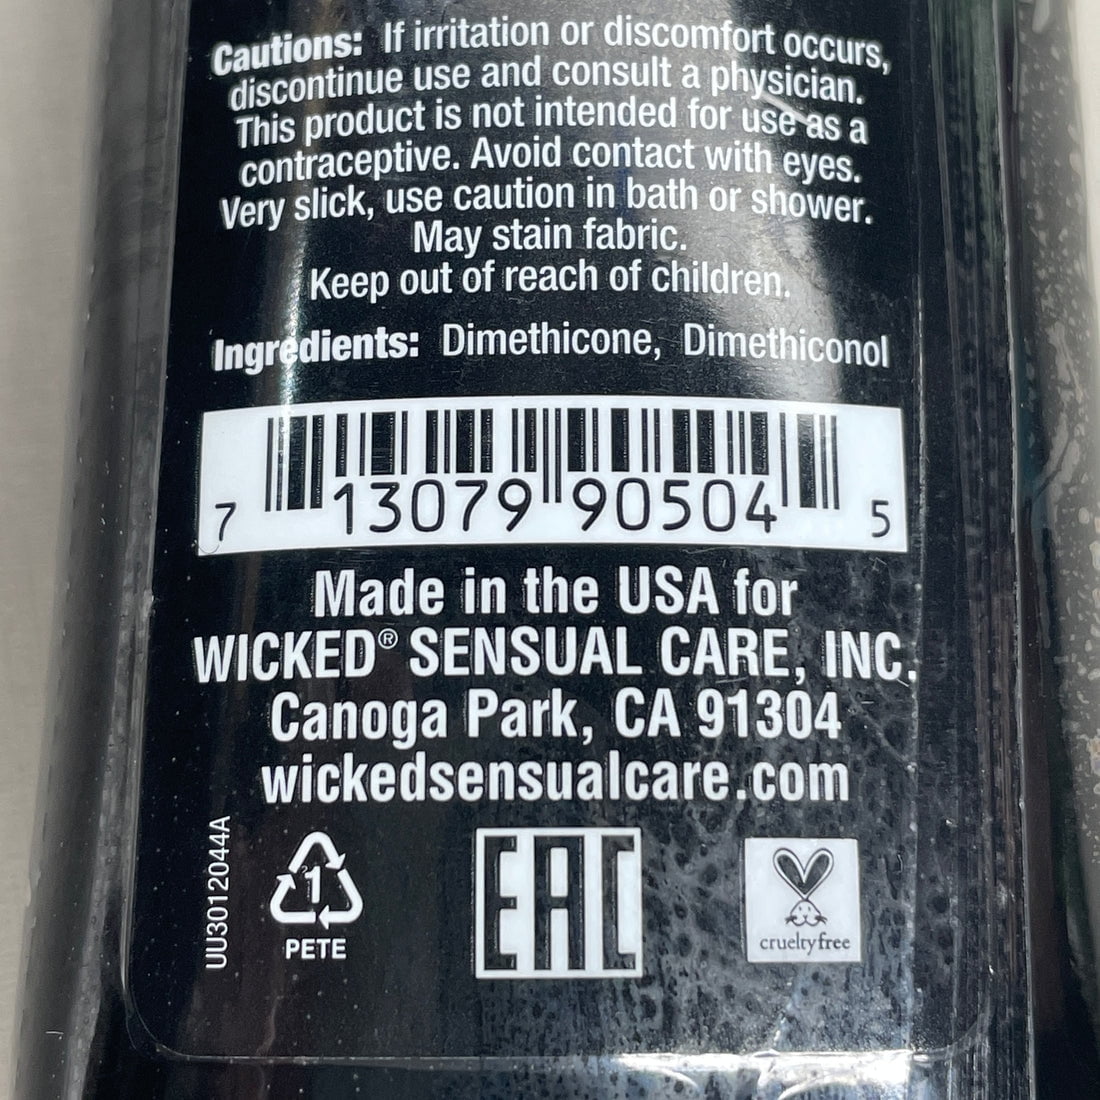 Cautions: If irritation or discomfort occurs,
discontinue use and consult a physician.
This product is not intended for use as a
contraceptive. Avoid contact with eyes.
Very slick, use caution in bath or shower.
May stain fabric.
Keep out of reach of children.
Ingredients: Dimethicone, Dimethiconol
7 13079 90504 5
Made in the USA for
WICKED® SENSUAL CARE, INC.
Canoga Park, CA 91304
wickedsensualcare.com
UU3012044A
1
PETE
EAC
crueltyfree